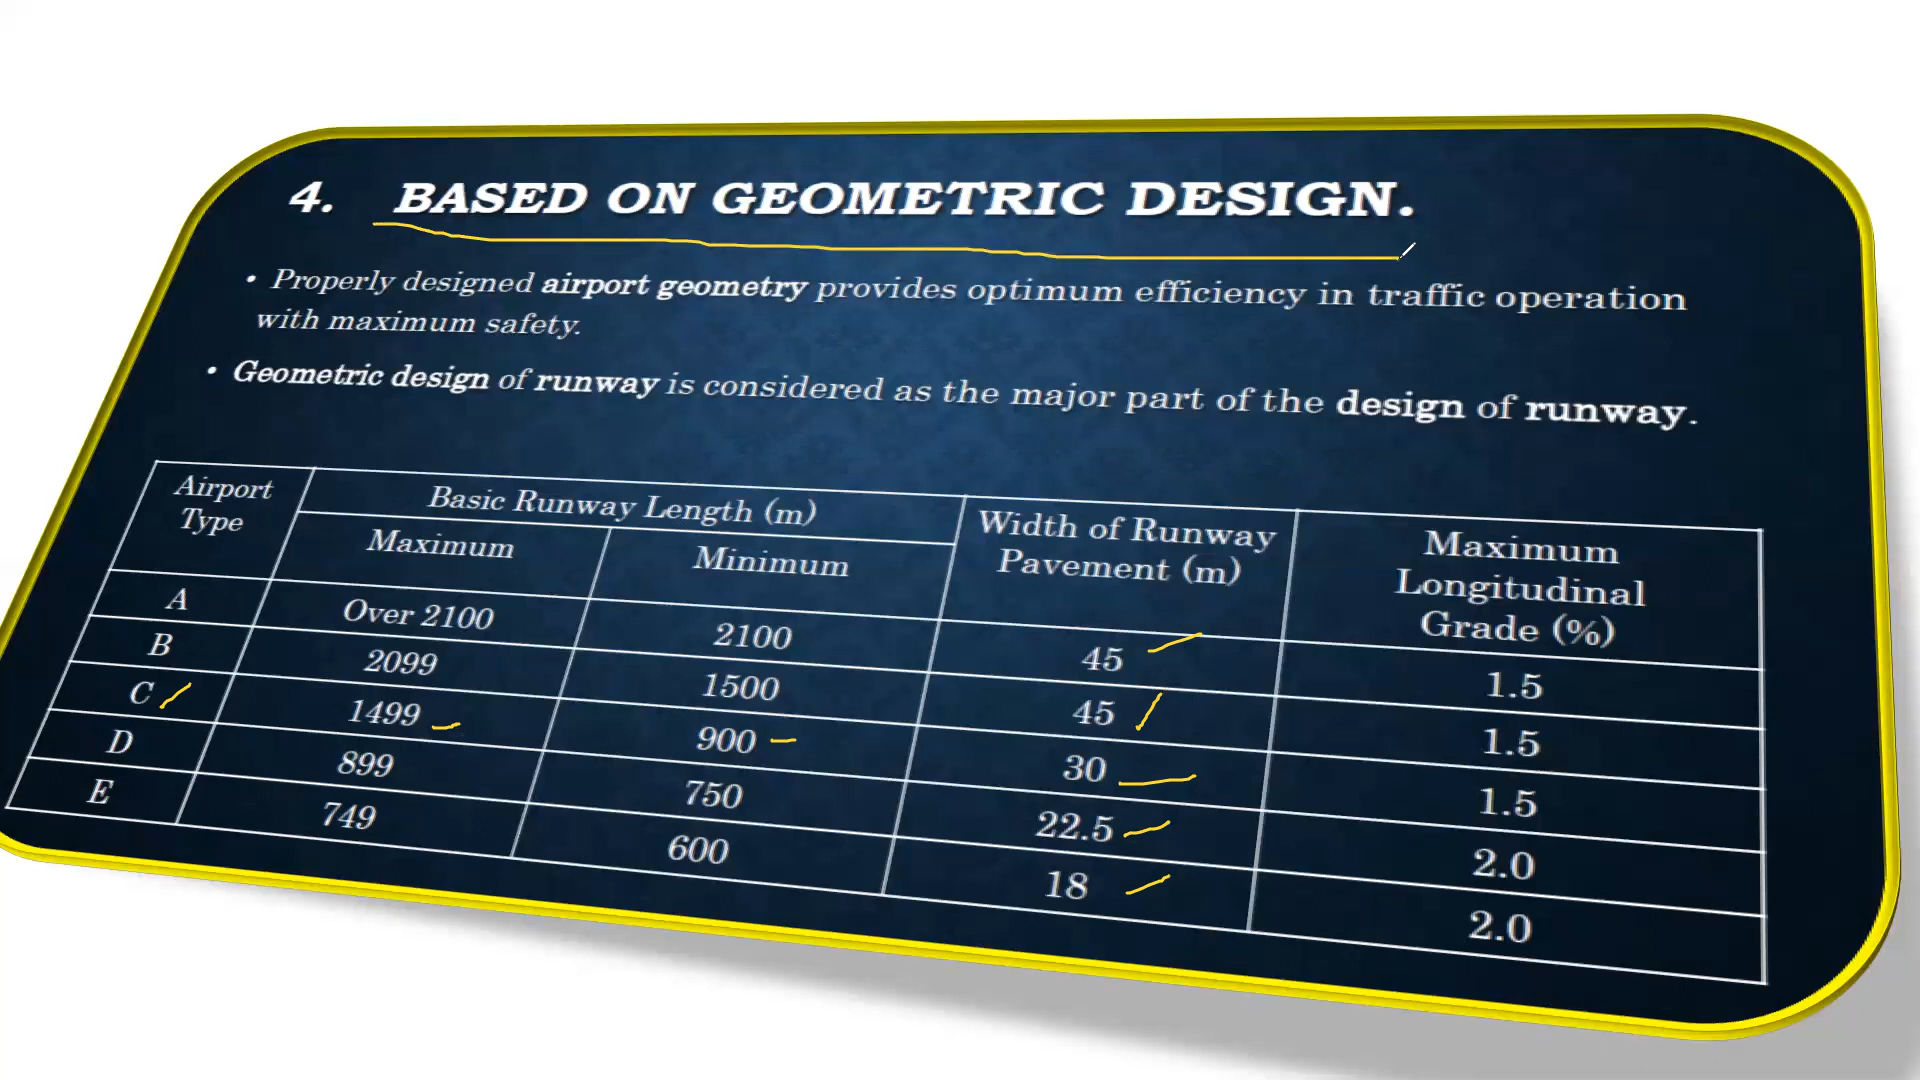 4. BASED ON GEOMETRIC DESIGN.
• Properly designed airport geometry provides optimum efficiency in traffic operation
with maximum safety.
• Geometric design of runway is considered as the major part of the design of runway.
Airport Type Basic Runway Length (m) Width of Runway Pavement (m) Maximum Longitudinal Grade (%)
Maximum Minimum
A Over 2100 2100 45 1.5
B 2099 1500 45 1.5
C 1499 900 30 1.5
D 899 750 22.5 2.0
E 749 600 18 2.0